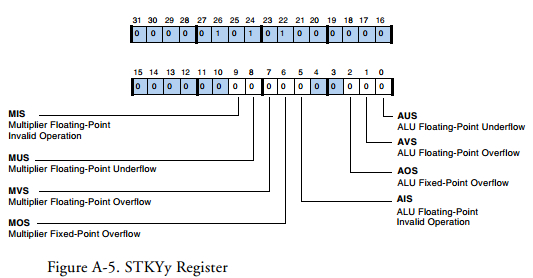 31 30 29 28 27 26 25 24 23 22 21 20 19 18 17 16
0 0 0 0 0 1 0 1 0 1 0 0 0 0 0 0
15 14 13 12 11 10 9 8 7 6 5 4 3 2 1 0
0 0 0 0 0 0 0 0 0 0 0 0 0 0 0 0
MIS
Multiplier Floating-Point
Invalid Operation
MUS
Multiplier Floating-Point Underflow
MVS
Multiplier Floating-Point Overflow
MOS
Multiplier Fixed-Point Overflow
AUS
ALU Floating-Point Underflow
AVS
ALU Floating-Point Overflow
AOS
ALU Fixed-Point Overflow
AIS
ALU Floating-Point
Invalid Operation
Figure A-5. STKYy Register